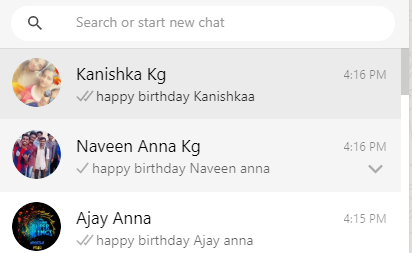 Search or start new chat
Kanishka Kg 4:16 PM
happy birthday Kanishkaa
Naveen Anna Kg 4:16 PM
happy birthday Naveen anna
Ajay Anna 4:15 PM
happy birthday Ajay anna